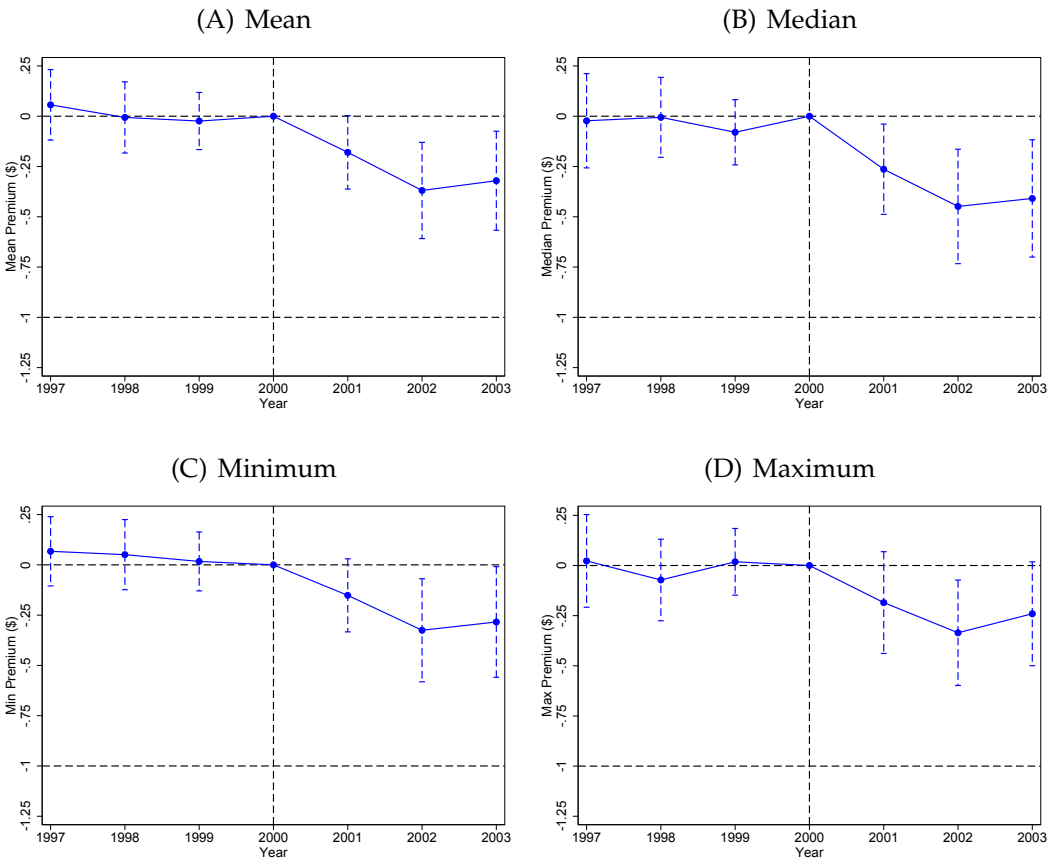 (A) Mean
Mean Premium ($)
.25
0
-.25
-.5
-.75
-1
-1.25
1997 1998 1999 2000 2001 2002 2003
Year
(B) Median
Median Premium ($)
.25
0
-.25
-.5
-.75
-1
-1.25
1997 1998 1999 2000 2001 2002 2003
Year
(C) Minimum
Min Premium ($)
.25
0
-.25
-.5
-.75
-1
-1.25
1997 1998 1999 2000 2001 2002 2003
Year
(D) Maximum
Max Premium ($)
.25
0
-.25
-.5
-.75
-1
-1.25
1997 1998 1999 2000 2001 2002 2003
Year